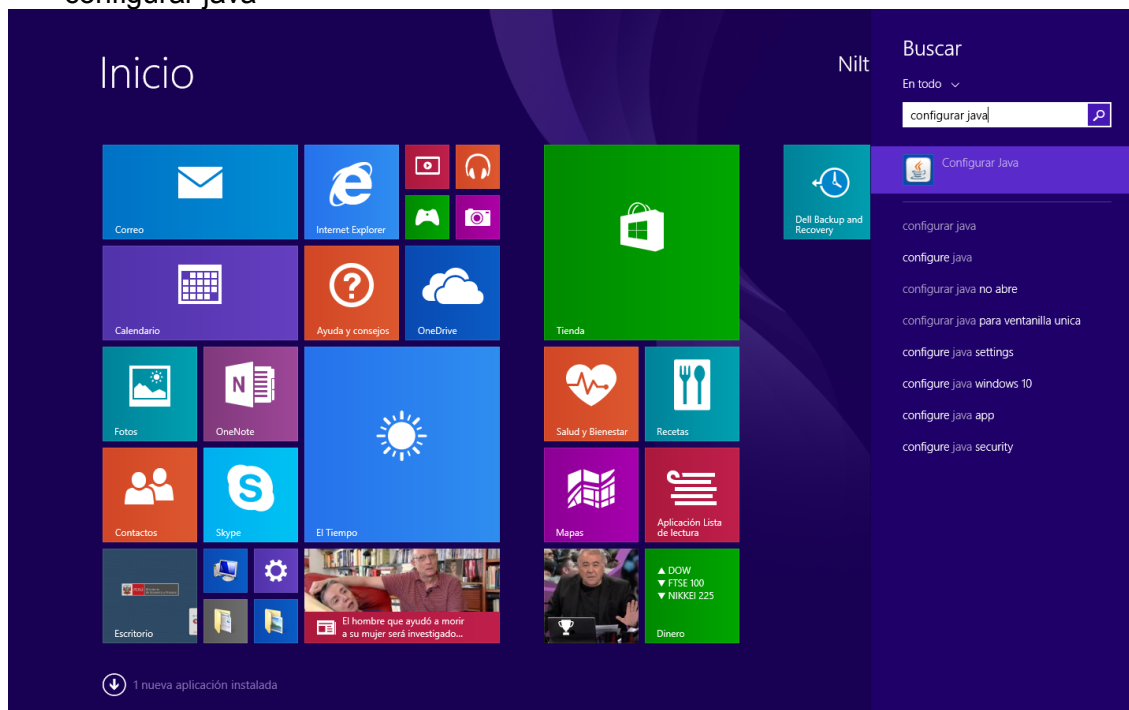 configurar java
Inicio
Nilt
Buscar
En todo
configurar java
Configurar Java
configurar java
configure java
configurar java no abre
configurar java para ventanilla unica
configure java settings
configure java windows 10
configure java app
configure java security
Correo
Internet Explorer
Calendario
Ayuda y consejos
OneDrive
Fotos
OneNote
Contactos
Skype
El Tiempo
Escritorio
El hombre que ayudó a morir
a su mujer será investigado...
Tienda
Salud y Bienestar
Recetas
Mapas
Aplicación Lista
de lectura
▲ DOW
▼ FTSE 100
▼ NIKKEI 225
Dinero
Dell Backup and
Recovery
1 nueva aplicación instalada